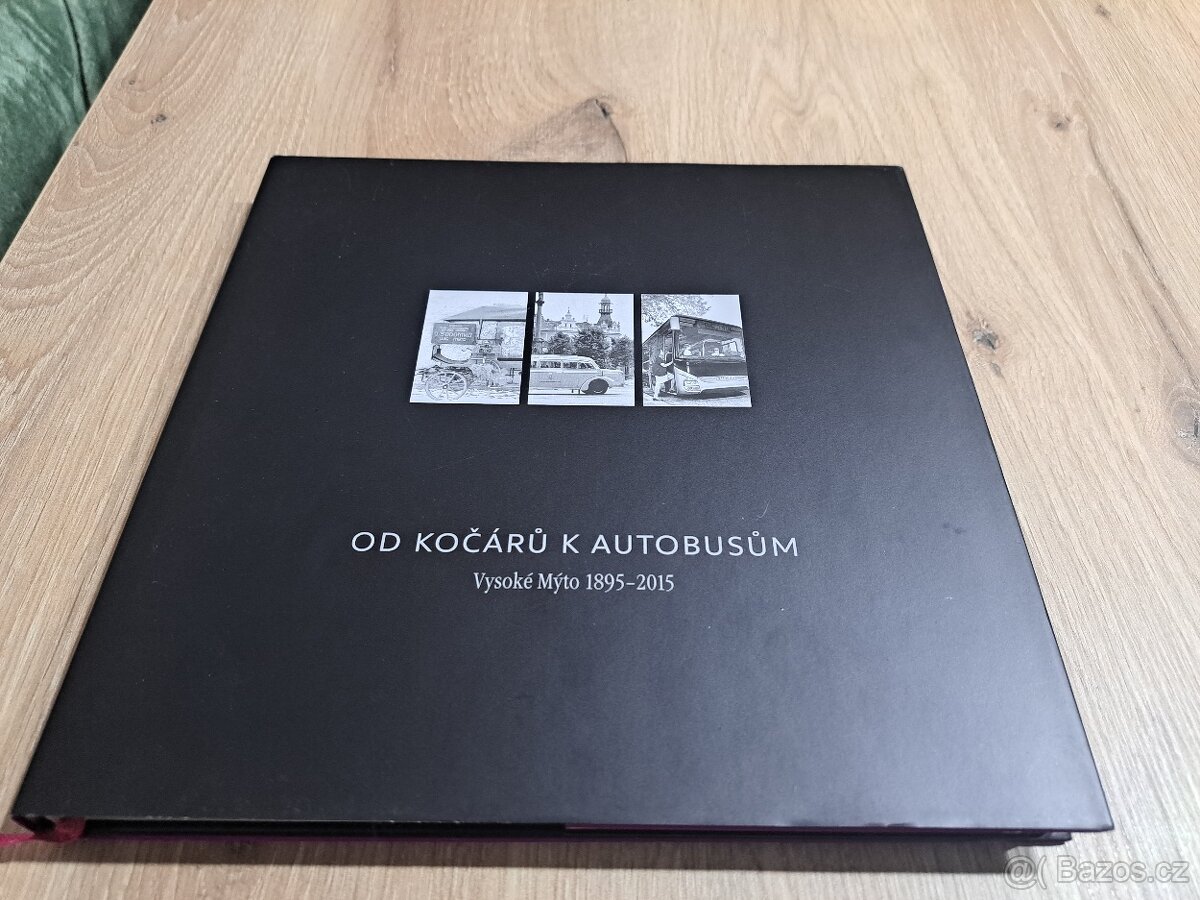 OD KOČÁRŮ K AUTOBUSŮM
Vysoké Mýto 1895–2015
@( Bazos.cz